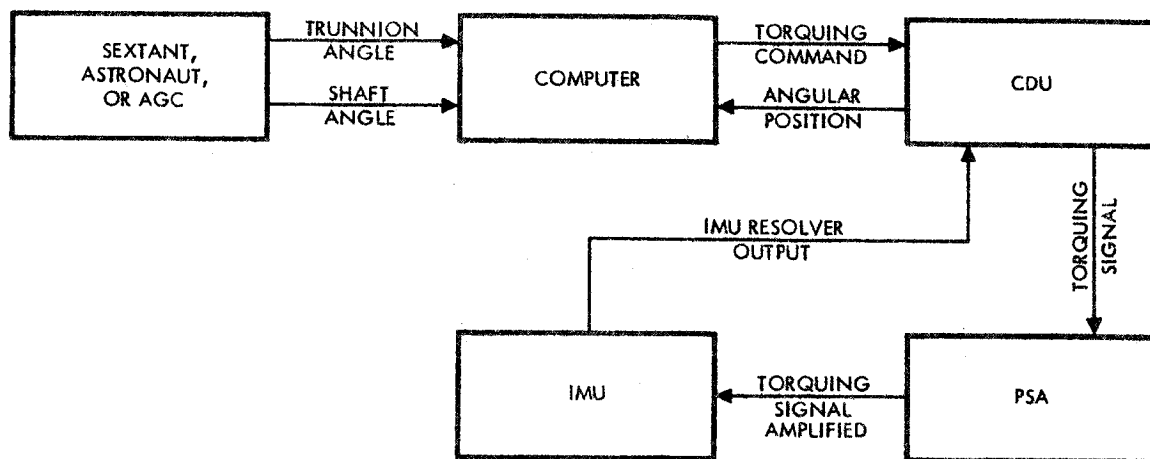 SEXTANT,
ASTRONAUT,
OR AGC
TRUNNION
ANGLE
SHAFT
ANGLE
COMPUTER
TORQUING
COMMAND
ANGULAR
POSITION
CDU
IMU RESOLVER
OUTPUT
TORQUING
SIGNAL
IMU
TORQUING
SIGNAL
AMPLIFIED
PSA